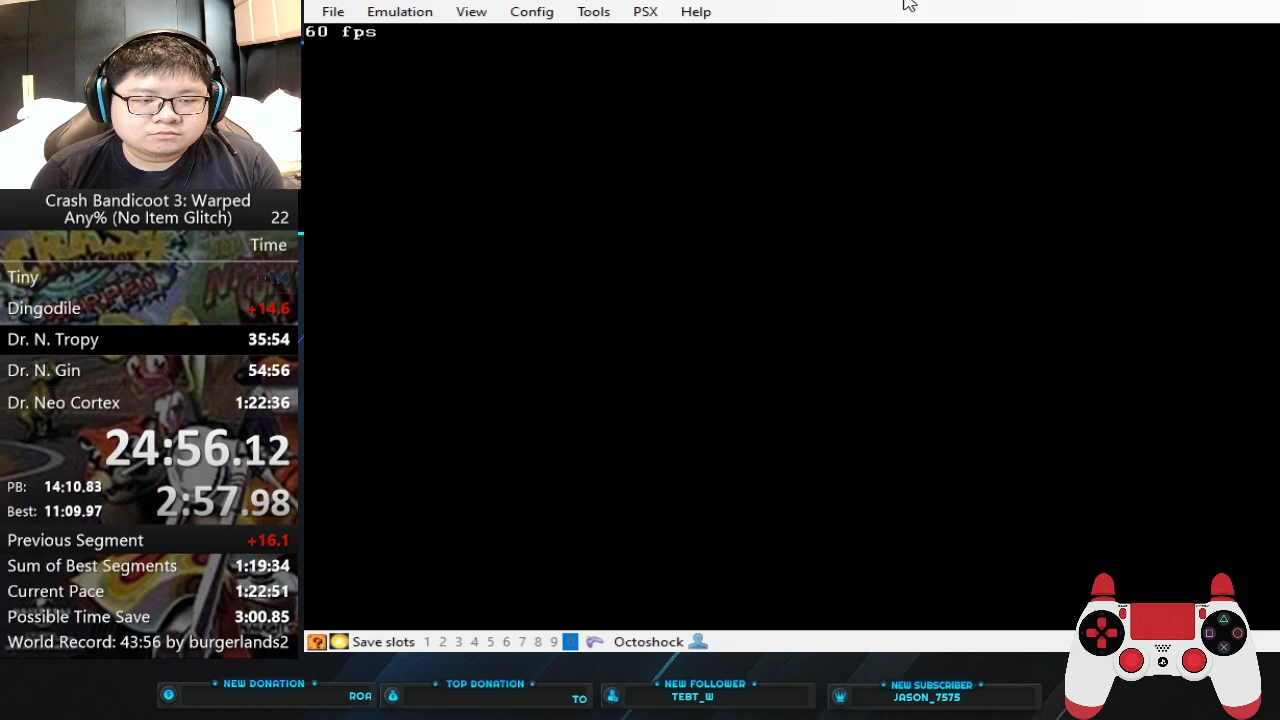 File Emulation View Config Tools PSX Help
60 fps
Crash Bandicoot 3: Warped
Any% (No Item Glitch) 22
Time
Tiny
Dingodile +14.6
Dr. N. Tropy 35:54
Dr. N. Gin 54:56
Dr. Neo Cortex 1:22:36
24:56.12
PB: 14:10.83
2:57.98
Best: 11:09.97
Previous Segment +16.1
Sum of Best Segments 1:19:34
Current Pace 1:22:51
Possible Time Save 3:00.85
World Record: 43:56 by burgerlands2
Save slots 1 2 3 4 5 6 7 8 9 0 Octoshock
NEW DONATION
ROA
TOP DONATION
TO
NEW FOLLOWER
TEBT_W
NEW SUBSCRIBER
JASON_7575